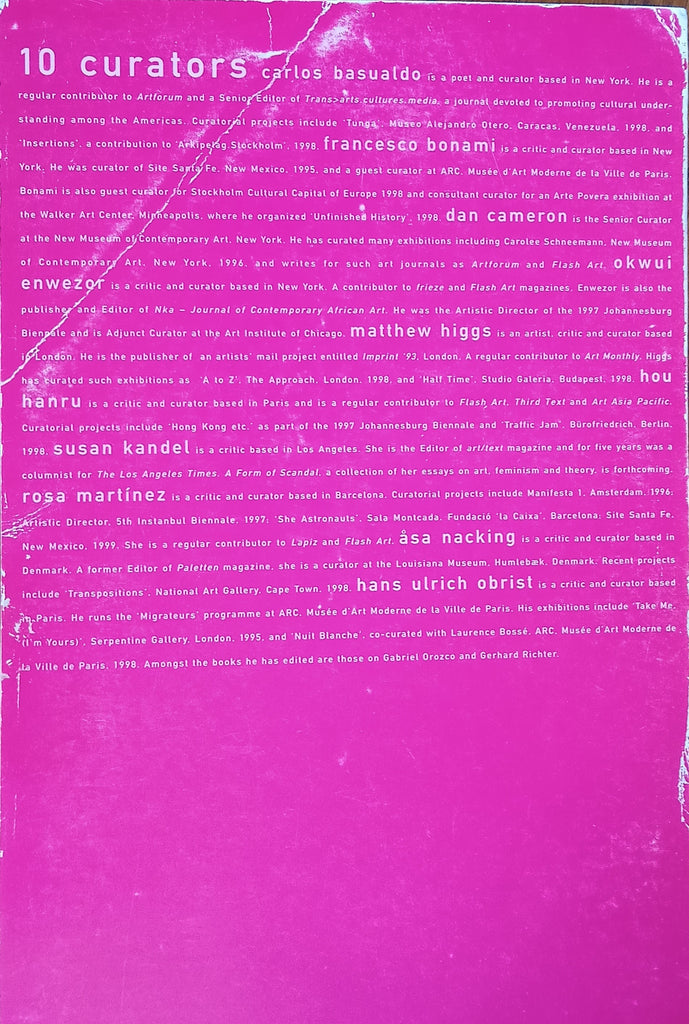 10 curators carlos basualdo is a poet and curator based in New York. He is a
regular contributor to Artforum and a Senior Editor of Trans>arts.cultures.media, a journal devoted to promoting cultural under-
standing among the Americas. Curatorial projects include 'Tunga', Museo Alejandro Otero, Caracas, Venezuela, 1998, and
'Insertions', a contribution to 'Arkipelag Stockholm', 1998. francesco bonami is a critic and curator based in New
York. He was curator of Site Santa Fe, New Mexico, 1995, and a guest curator at ARC, Musée d'Art Moderne de la Ville de Paris.
Bonami is also guest curator for Stockholm Cultural Capital of Europe 1998 and consultant curator for an Arte Povera exhibition at
the Walker Art Center, Minneapolis, where he organized 'Unfinished History', 1998. dan cameron is the Senior Curator
at the New Museum of Contemporary Art, New York. He has curated many exhibitions including Carolee Schneemann, New Museum
of Contemporary Art, New York, 1996, and writes for such art journals as Artforum and Flash Art. okwui
enwezor is a critic and curator based in New York. A contributor to frieze and Flash Art magazines, Enwezor is also the
publisher and Editor of Nka – Journal of Contemporary African Art. He was the Artistic Director of the 1997 Johannesburg
Biennale and is Adjunct Curator at the Art Institute of Chicago. matthew higgs is an artist, critic and curator based
in London. He is the publisher of an artists' mail project entitled Imprint '93, London. A regular contributor to Art Monthly, Higgs
has curated such exhibitions as 'A to Z', The Approach, London, 1998, and 'Half Time', Studio Galeria, Budapest, 1998. hou
hanru is a critic and curator based in Paris and is a regular contributor to Flash Art, Third Text and Art Asia Pacific.
Curatorial projects include 'Hong Kong etc.' as part of the 1997 Johannesburg Biennale and 'Traffic Jam', Bürofriedrich, Berlin,
1998. susan kandel is a critic based in Los Angeles. She is the Editor of art/text magazine and for five years was a
columnist for The Los Angeles Times. A Form of Scandal, a collection of her essays on art, feminism and theory, is forthcoming.
rosa martínez is a critic and curator based in Barcelona. Curatorial projects include Manifesta 1, Amsterdam, 1996;
Artistic Director, 5th Instanbul Biennale, 1997; 'She Astronauts', Sala Montcada, Fundació 'la Caixa', Barcelona; Site Santa Fe,
New Mexico, 1999. She is a regular contributor to Lapiz and Flash Art. åsa nacking is a critic and curator based in
Denmark. A former Editor of Paletten magazine, she is a curator at the Louisiana Museum, Humlebæk, Denmark. Recent projects
include 'Transpositions', National Art Gallery, Cape Town, 1998. hans ulrich obrist is a critic and curator based
in Paris. He runs the 'Migrateurs' programme at ARC, Musée d'Art Moderne de la Ville de Paris. His exhibitions include 'Take Me,
(I'm Yours)', Serpentine Gallery, London, 1995, and 'Nuit Blanche', co-curated with Laurence Bossé, ARC, Musée d'Art Moderne de
la Ville de Paris, 1998. Amongst the books he has edited are those on Gabriel Orozco and Gerhard Richter.